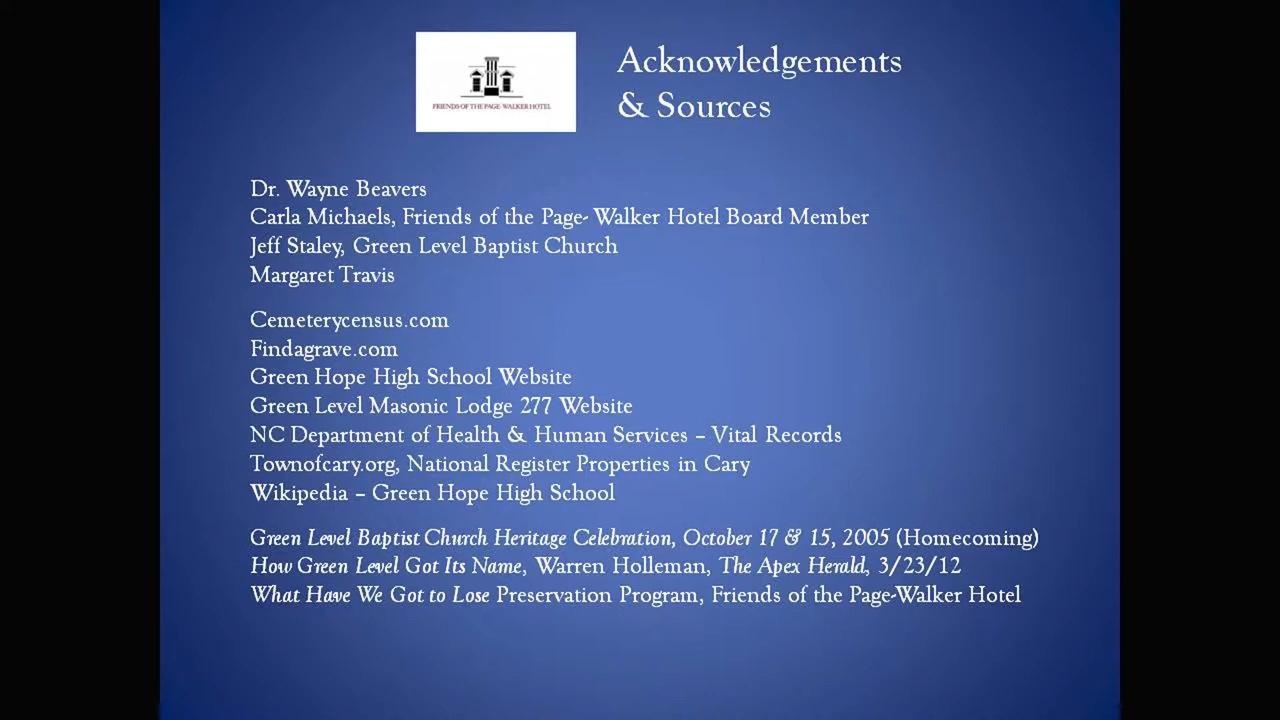 FRIENDS OF THE PAGE-WALKER HOTEL
Acknowledgements
& Sources
Dr. Wayne Beavers
Carla Michaels, Friends of the Page- Walker Hotel Board Member
Jeff Staley, Green Level Baptist Church
Margaret Travis
Cemeterycensus.com
Findagrave.com
Green Hope High School Website
Green Level Masonic Lodge 277 Website
NC Department of Health & Human Services – Vital Records
Townofcary.org, National Register Properties in Cary
Wikipedia – Green Hope High School
Green Level Baptist Church Heritage Celebration, October 17 & 15, 2005 (Homecoming)
How Green Level Got Its Name, Warren Holleman, The Apex Herald, 3/23/12
What Have We Got to Lose Preservation Program, Friends of the Page-Walker Hotel